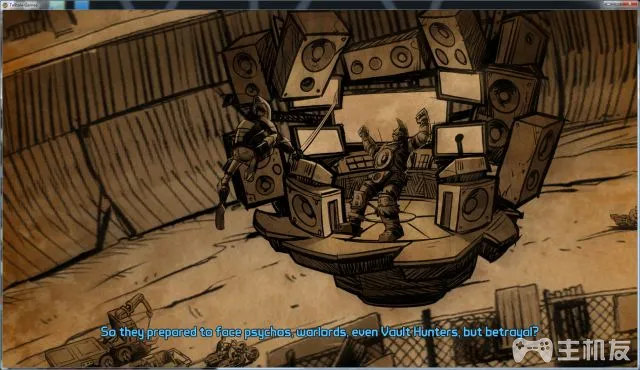 Telltale Games
So they prepared to face psychos, warlords, even Vault Hunters, but betrayal?
主机友